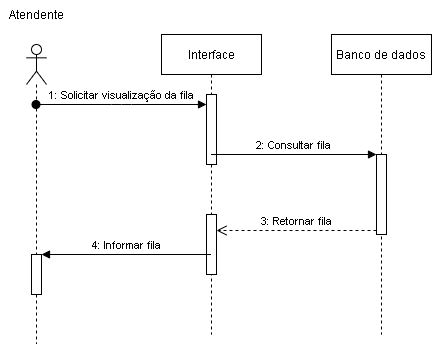 Atendente
Interface
Banco de dados
1: Solicitar visualização da fila
2: Consultar fila
3: Retornar fila
4: Informar fila